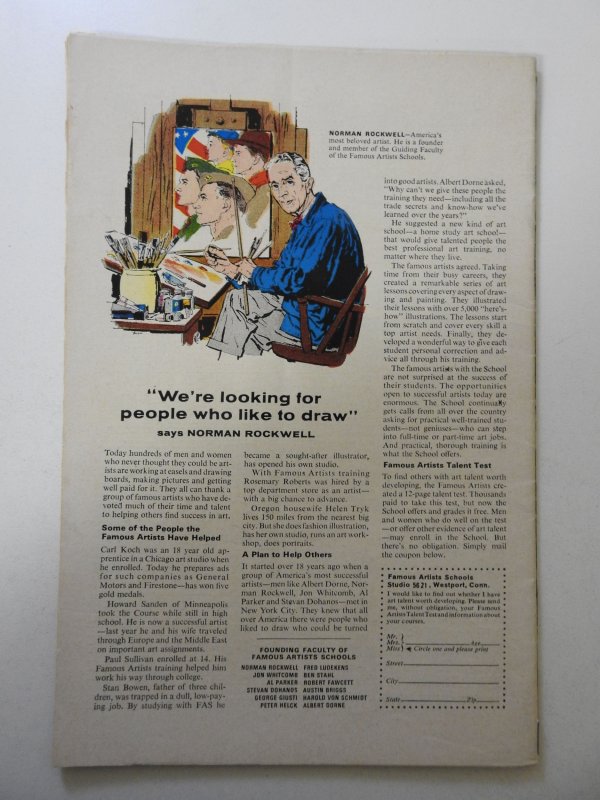 NORMAN ROCKWELL—America's
most beloved artist. He is a founder
and member of the Guiding Faculty
of the Famous Artists Schools.
"We're looking for
people who like to draw"
says NORMAN ROCKWELL
Today hundreds of men and women
who never thought they could be art-
ists are working at easels and drawing
boards, making pictures and getting
well paid for it. They all can thank a
group of famous artists who have de-
voted much of their time and talent
to helping others find success in art.
Some of the People the
Famous Artists Have Helped
Carl Koch was an 18 year old ap-
prentice in a Chicago art studio when
he enrolled. Today he prepares ads
for such companies as General
Motors and Firestone—has won five
gold medals.
Howard Sanden of Minneapolis
took the Course while still in high
school. He is now a successful artist
—last year he and his wife traveled
through Europe and the Middle East
on important art assignments.
Paul Sullivan enrolled at 14. His
Famous Artists training helped him
work his way through college.
Stan Bowen, father of three chil-
dren, was trapped in a dull, low-pay-
ing job. By studying with FAS he
became a sought-after illustrator,
has opened his own studio.
With Famous Artists training
Rosemary Roberts was hired by a
top department store as an artist—
with a big chance to advance.
Oregon housewife Helen Tryk
lives 150 miles from the nearest big
city. But she does fashion illustration,
has her own studio, runs an art work-
shop, does portraits.
A Plan to Help Others
It started over 18 years ago when a
group of America's most successful
artists—men like Albert Dorne, Nor-
man Rockwell, Jon Whitcomb, Al
Parker and Stevan Dohanos—met in
New York City. They knew that all
over America there were people who
liked to draw who could be turned
FOUNDING FACULTY OF
FAMOUS ARTISTS SCHOOLS
NORMAN ROCKWELL FRED LUDEKENS
JON WHITCOMB BEN STAHL
AL PARKER ROBERT FAWCETT
STEVAN DOHANOS AUSTIN BRIGGS
GEORGE GIUSTI HAROLD VON SCHMIDT
PETER HELCK ALBERT DORNE
into good artists. Albert Dorne asked,
"Why can't we give these people the
training they need—including all the
trade secrets and know-how we've
learned over the years?"
He suggested a new kind of art
school—a home study art school—
that would give talented people the
best professional art training, no
matter where they live.
The famous artists agreed. Taking
time from their busy careers, they
created a remarkable series of art
lessons covering every aspect of draw-
ing and painting. They illustrated
their lessons with over 5,000 "here's-
how" illustrations. The lessons start
from scratch and cover every skill a
top artist needs. Finally, they de-
veloped a wonderful way to give each
student personal correction and ad-
vice all through his training.
The famous artists with the School
are not surprised at the success of
their students. The opportunities
open to successful artists today are
enormous. The School continually
gets calls from all over the country
asking for practical well-trained stu-
dents—not geniuses—who can step
into full-time or part-time art jobs.
And practical, thorough training is
what the School offers.
Famous Artists Talent Test
To find others with art talent worth
developing, the Famous Artists cre-
ated a 12-page talent test. Thousands
paid to take this test, but now the
School offers and grades it free. Men
and women who do well on the test
—or offer other evidence of art talent
—may enroll in the School. But
there's no obligation. Simply mail
the coupon below.
Famous Artists Schools
Studio 5621, Westport, Conn.
I would like to find out whether I have
art talent worth developing. Please send
me, without obligation, your Famous
Artists Talent Test and information about
your courses.
Mr.
Mrs. Age
Miss Circle one and please print
Street
City
State Zip